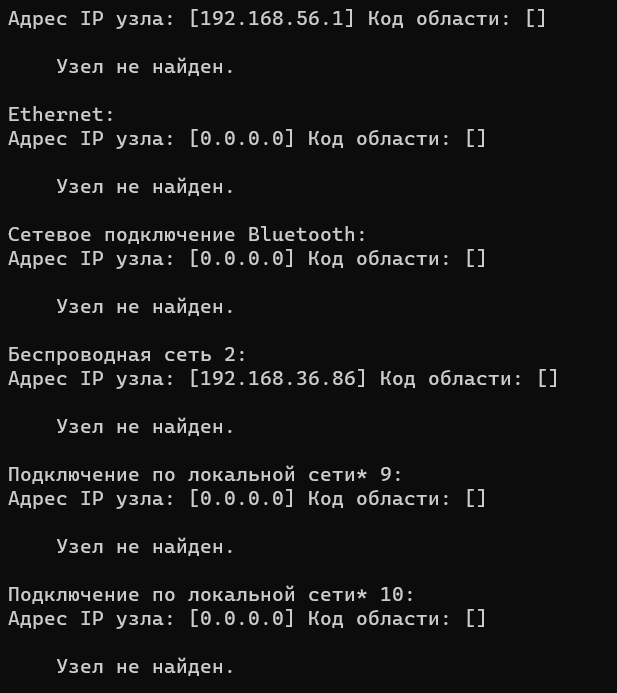 Адрес IP узла: [192.168.56.1] Код области: []
Узел не найден.
Ethernet:
Адрес IP узла: [0.0.0.0] Код области: []
Узел не найден.
Сетевое подключение Bluetooth:
Адрес IP узла: [0.0.0.0] Код области: []
Узел не найден.
Беспроводная сеть 2:
Адрес IP узла: [192.168.36.86] Код области: []
Узел не найден.
Подключение по локальной сети* 9:
Адрес IP узла: [0.0.0.0] Код области: []
Узел не найден.
Подключение по локальной сети* 10:
Адрес IP узла: [0.0.0.0] Код области: []
Узел не найден.